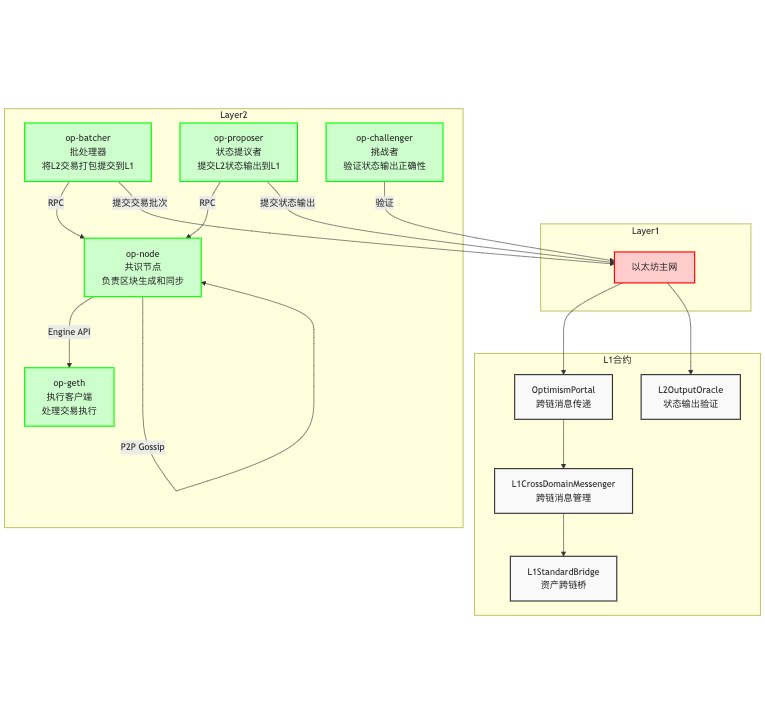 Layer2
op-batcher
批处理器
将L2交易打包提交到L1
op-proposer
状态提议者
提交L2状态输出到L1
op-challenger
挑战者
验证状态输出正确性
RPC
提交交易批次
RPC
提交状态输出
验证
op-node
共识节点
负责区块生成和同步
Engine API
op-geth
执行客户端
处理交易执行
P2P Gossip
Layer1
以太坊主网
L1合约
OptimismPortal
跨链消息传递
L2OutputOracle
状态输出验证
L1CrossDomainMessenger
跨链消息管理
L1StandardBridge
资产跨链桥